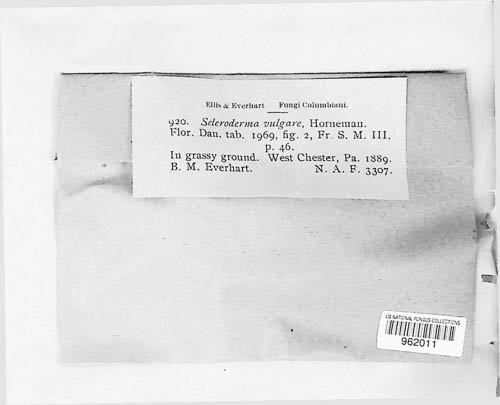 Ellis & Everhart — Fungi Columbiani.
920. Scleroderma vulgare, Horneman.
Flor. Dan. tab. 1969, fig. 2, Fr. S. M. III,
p. 46.
In grassy ground. West Chester, Pa. 1889.
B. M. Everhart. N. A. F. 3307.
US NATIONAL FUNGUS COLLECTIONS
962011